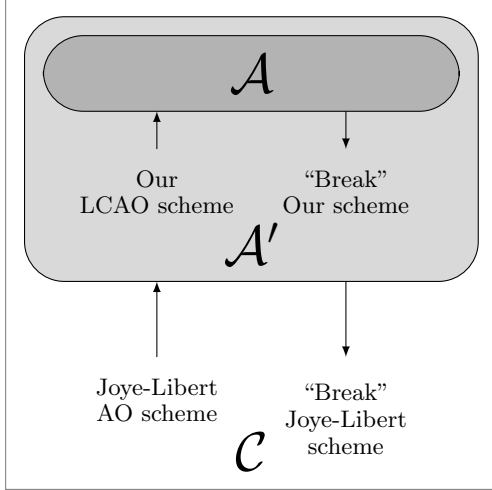 𝒜
Our
LCAO scheme
“Break”
Our scheme
𝒜′
Joye-Libert
AO scheme
“Break”
Joye-Libert
scheme
𝒞